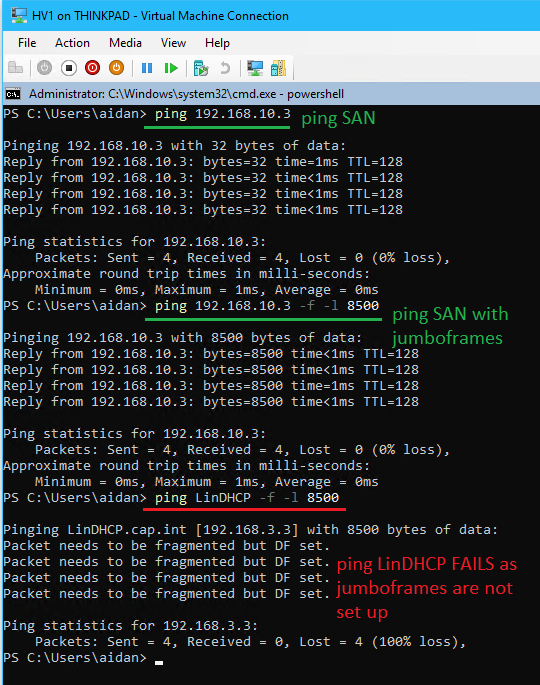 HV1 on THINKPAD - Virtual Machine Connection
File Action Media View Help
Administrator: C:\Windows\system32\cmd.exe - powershell
PS C:\Users\aidan> ping 192.168.10.3
ping SAN
Pinging 192.168.10.3 with 32 bytes of data:
Reply from 192.168.10.3: bytes=32 time=1ms TTL=128
Reply from 192.168.10.3: bytes=32 time<1ms TTL=128
Reply from 192.168.10.3: bytes=32 time<1ms TTL=128
Reply from 192.168.10.3: bytes=32 time<1ms TTL=128
Ping statistics for 192.168.10.3:
Packets: Sent = 4, Received = 4, Lost = 0 (0% loss),
Approximate round trip times in milli-seconds:
Minimum = 0ms, Maximum = 1ms, Average = 0ms
PS C:\Users\aidan> ping 192.168.10.3 -f -l 8500
ping SAN with
jumboframes
Pinging 192.168.10.3 with 8500 bytes of data:
Reply from 192.168.10.3: bytes=8500 time<1ms TTL=128
Reply from 192.168.10.3: bytes=8500 time<1ms TTL=128
Reply from 192.168.10.3: bytes=8500 time=1ms TTL=128
Reply from 192.168.10.3: bytes=8500 time<1ms TTL=128
Ping statistics for 192.168.10.3:
Packets: Sent = 4, Received = 4, Lost = 0 (0% loss),
Approximate round trip times in milli-seconds:
Minimum = 0ms, Maximum = 1ms, Average = 0ms
PS C:\Users\aidan> ping LinDHCP -f -l 8500
Pinging LinDHCP.cap.int [192.168.3.3] with 8500 bytes of data:
Packet needs to be fragmented but DF set.
Packet needs to be fragmented but DF set.
Packet needs to be fragmented but DF set.
Packet needs to be fragmented but DF set.
ping LinDHCP FAILS as
jumboframes are not
set up
Ping statistics for 192.168.3.3:
Packets: Sent = 4, Received = 0, Lost = 4 (100% loss),
PS C:\Users\aidan>